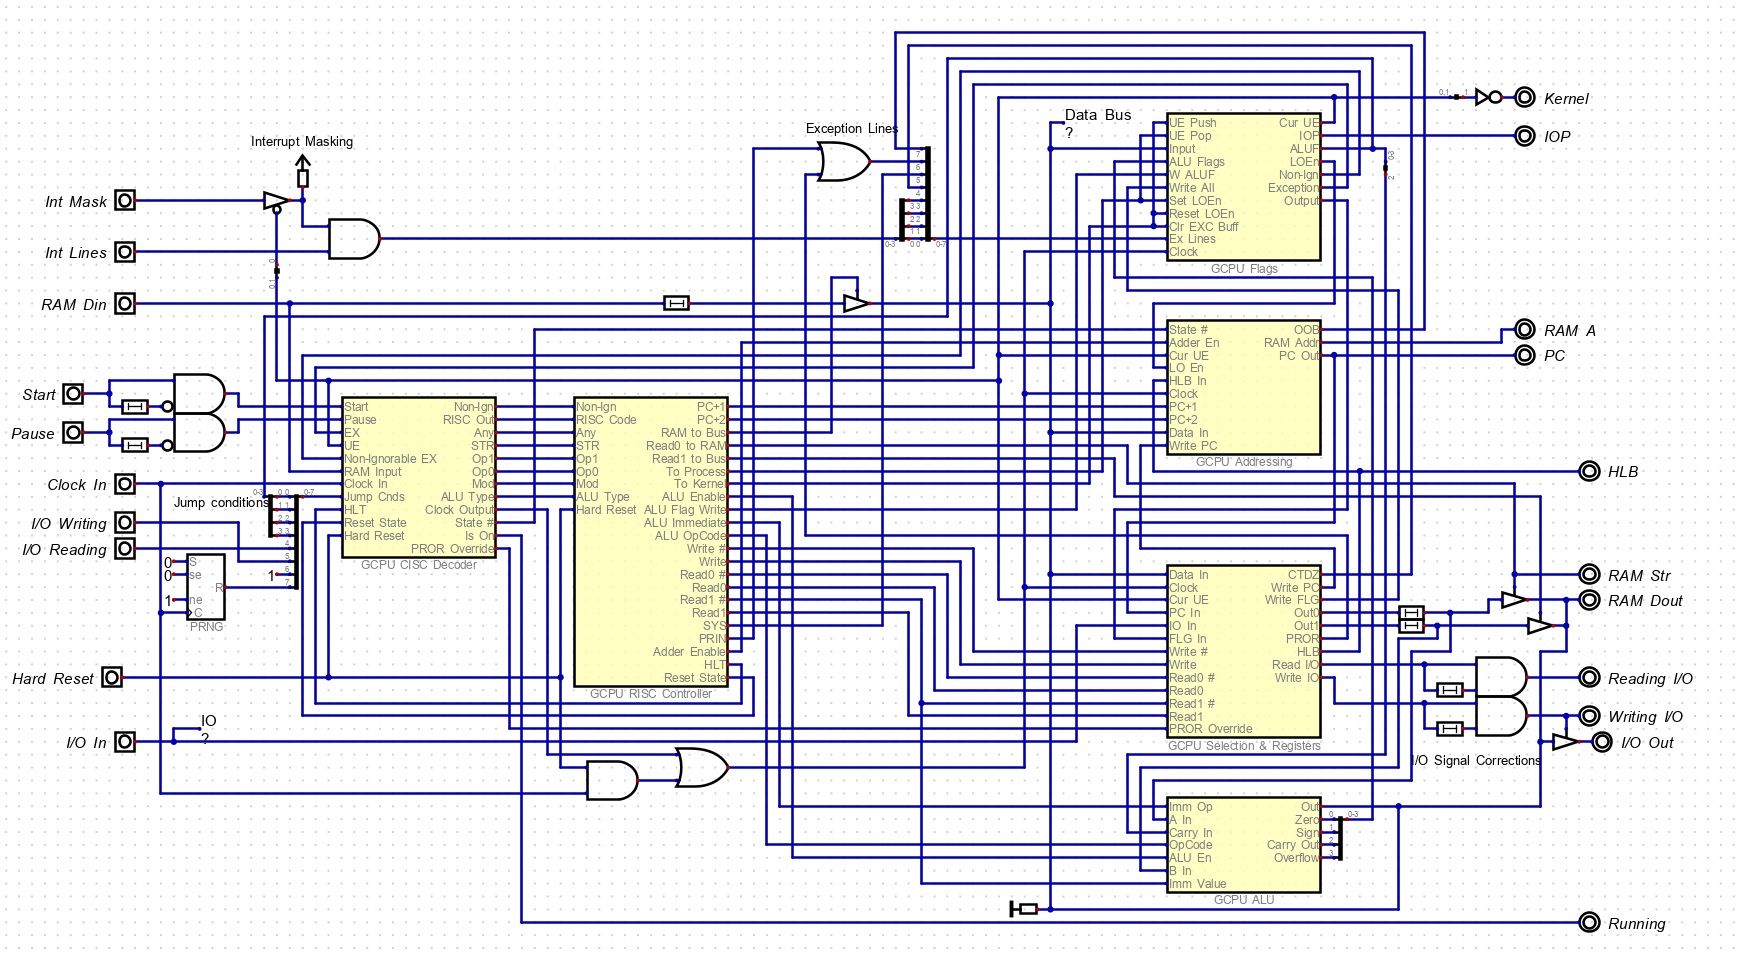 Data Bus
?
Exception Lines
Interrupt Masking
Int Mask
Int Lines
RAM Din
Start
Pause
Clock In
I/O Writing
I/O Reading
Hard Reset
I/O In
Jump conditions
0
0
1
1
S
se
ne
C
R
PRNG
IO
?
Start
Pause
EX
UE
Non-Ignorable EX
RAM Input
Clock In
Jump Cnds
HLT
Reset State
Hard Reset
Non-Ign
RISC Out
Any
STR
Op1
Op0
Mod
ALU Type
Clock Output
State #
Is On
PROR Override
GCPU CISC Decoder
Non-Ign
RISC Code
Any
STR
Op1
Op0
Mod
ALU Type
Hard Reset
PC+1
PC+2
RAM to Bus
Read0 to RAM
Read1 to Bus
To Process
To Kernel
ALU Enable
ALU Flag Write
ALU Immediate
ALU OpCode
Write #
Write
Read0 #
Read0
Read1 #
Read1
SYS
PRIN
Adder Enable
HLT
Reset State
GCPU RISC Controller
UE Push
UE Pop
Input
ALU Flags
W ALUF
Write All
Set LOEn
Reset LOEn
Clr EXC Buff
Ex Lines
Clock
Cur UE
IOP
ALUF
LOEn
Non-Ign
Exception
Output
GCPU Flags
State #
Adder En
Cur UE
LO En
HLB In
Clock
PC+1
PC+2
Data In
Write PC
OOB
RAM Addr
PC Out
GCPU Addressing
Data In
Clock
Cur UE
PC In
IO In
FLG In
Write #
Write
Read0 #
Read0
Read1 #
Read1
PROR Override
CTDZ
Write PC
Write FLG
Out0
Out1
PROR
HLB
Read I/O
Write IO
GCPU Selection & Registers
Imm Op
A In
Carry In
OpCode
ALU En
B In
Imm Value
Out
Zero
Sign
Carry Out
Overflow
GCPU ALU
Kernel
IOP
RAM A
PC
HLB
RAM Str
RAM Dout
Reading I/O
Writing I/O
I/O Out
I/O Signal Corrections
Running